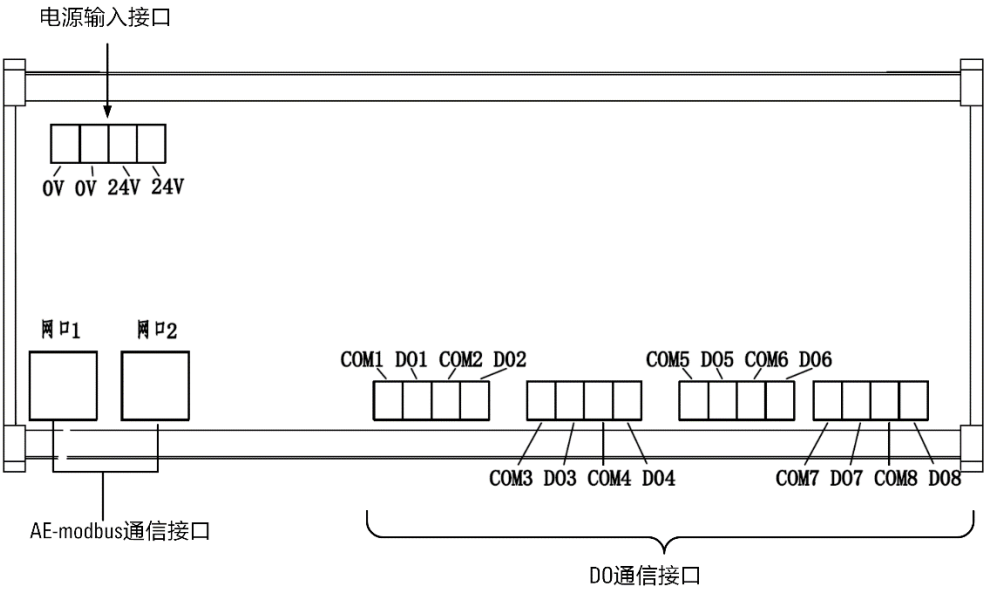 电源输入接口
0V 0V 24V 24V
网口1 网口2
COM1 DO1 COM2 DO2 COM5 DO5 COM6 DO6
COM3 DO3 COM4 DO4 COM7 DO7 COM8 DO8
AE-modbus通信接口
DO通信接口